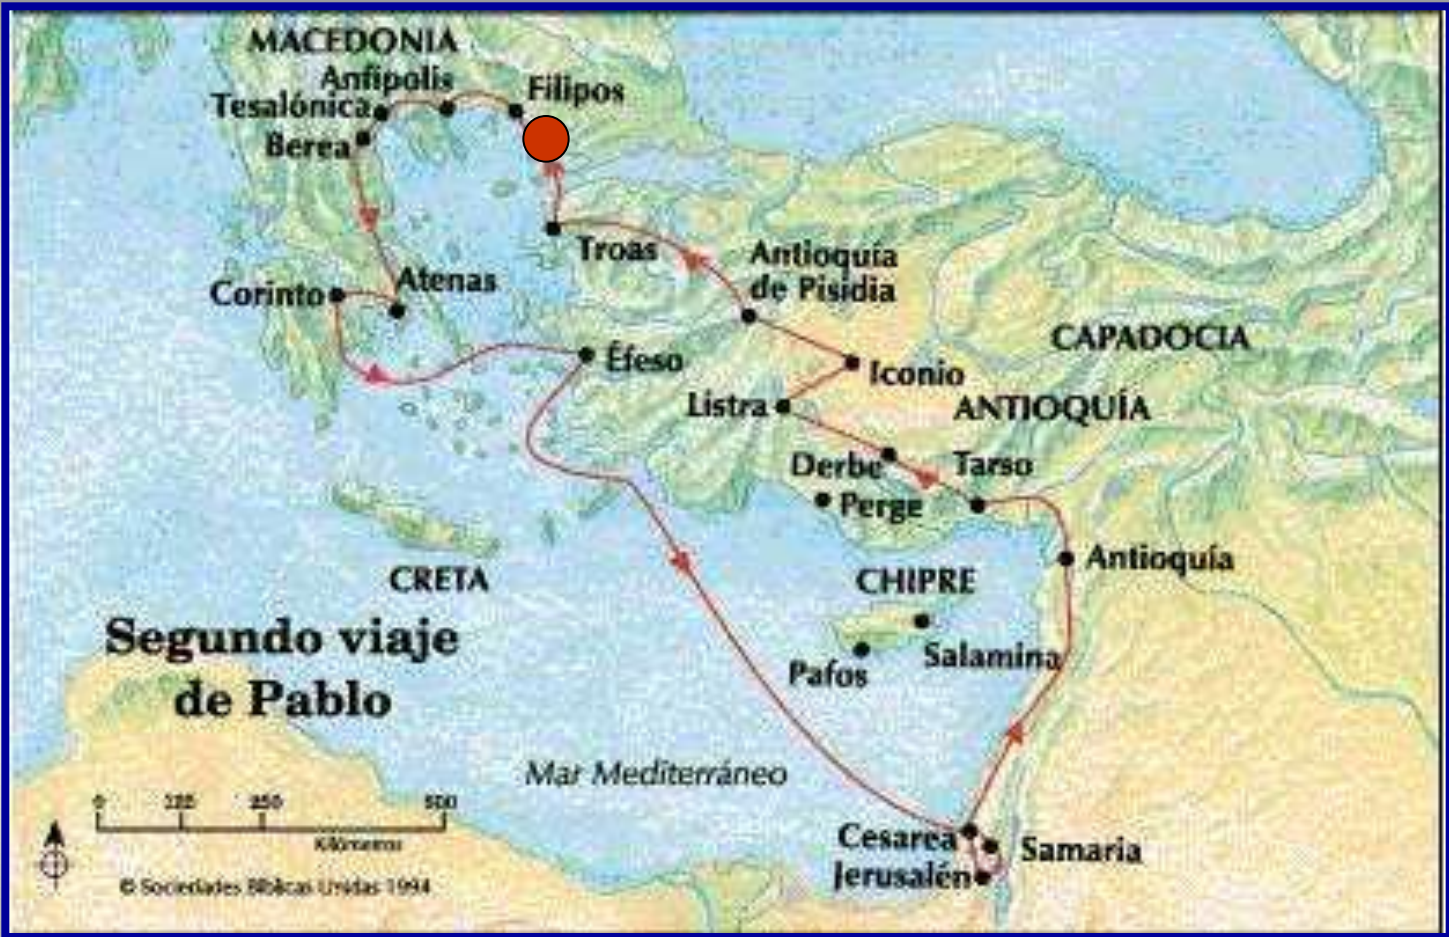 MACEDONIA
Anfipolis
Filipos
Tesalónica
Berea
Troas
Antioquía
de Pisidia
Corinto
Atenas
CAPADOCIA
Éfeso
Iconio
Listra
ANTIOQUÍA
Derbe
Tarso
Perge
Antioquía
CRETA
CHIPRE
Segundo viaje
de Pablo
Salamina
Pafos
Mar Mediterráneo
0 125 250 500
Kilómetros
Cesarea
Samaria
Jerusalén
© Sociedades Bíblicas Unidas 1994